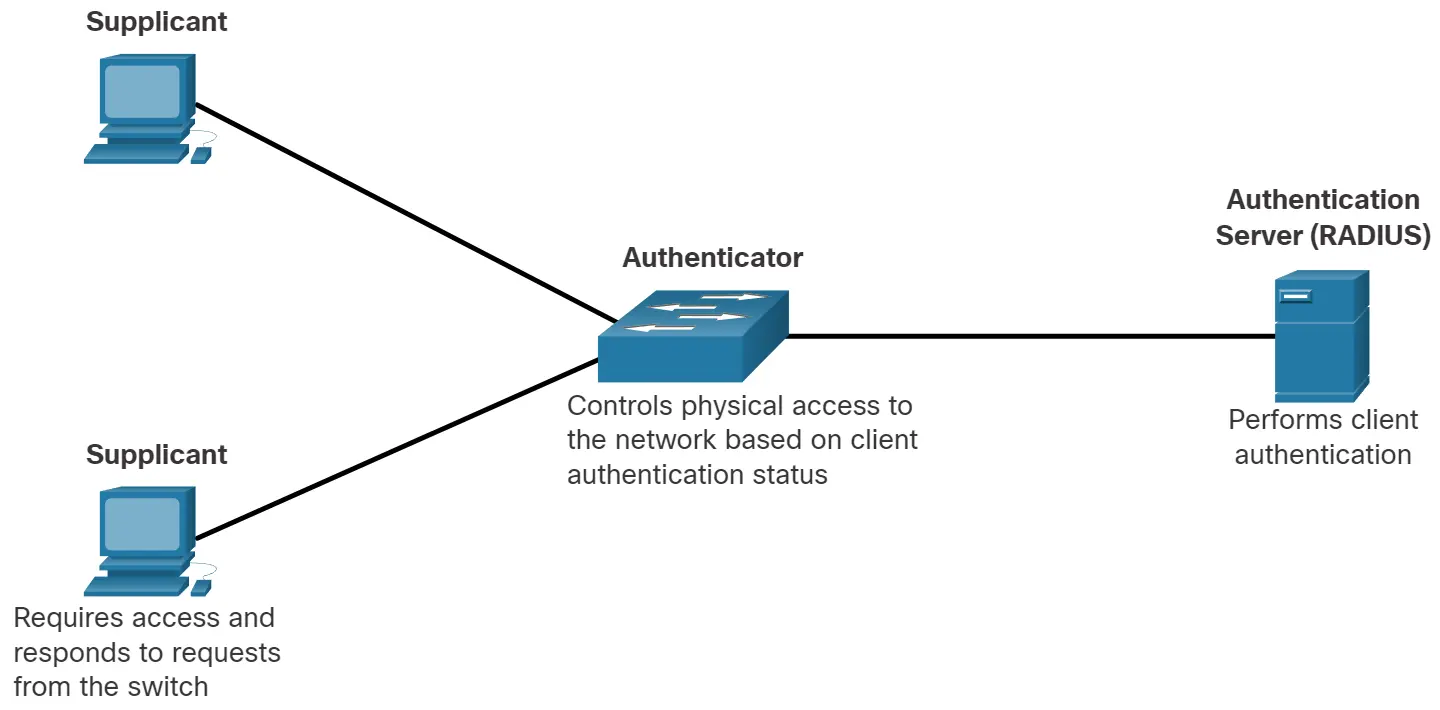 Supplicant
Authentication
Server (RADIUS)
Authenticator
Controls physical access to
the network based on client
authentication status
Performs client
authentication
Supplicant
Requires access and
responds to requests
from the switch